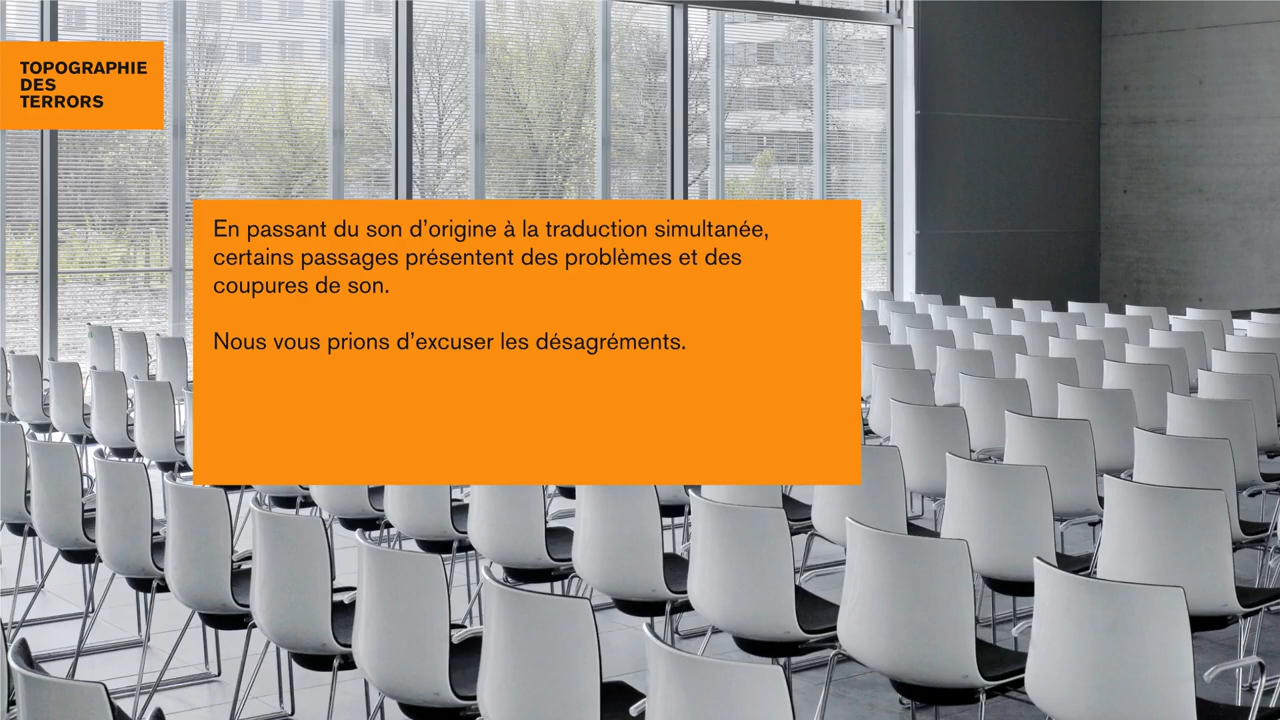 TOPOGRAPHIE
DES
TERRORS
En passant du son d’origine à la traduction simultanée,
certains passages présentent des problèmes et des
coupures de son.
Nous vous prions d’excuser les désagréments.